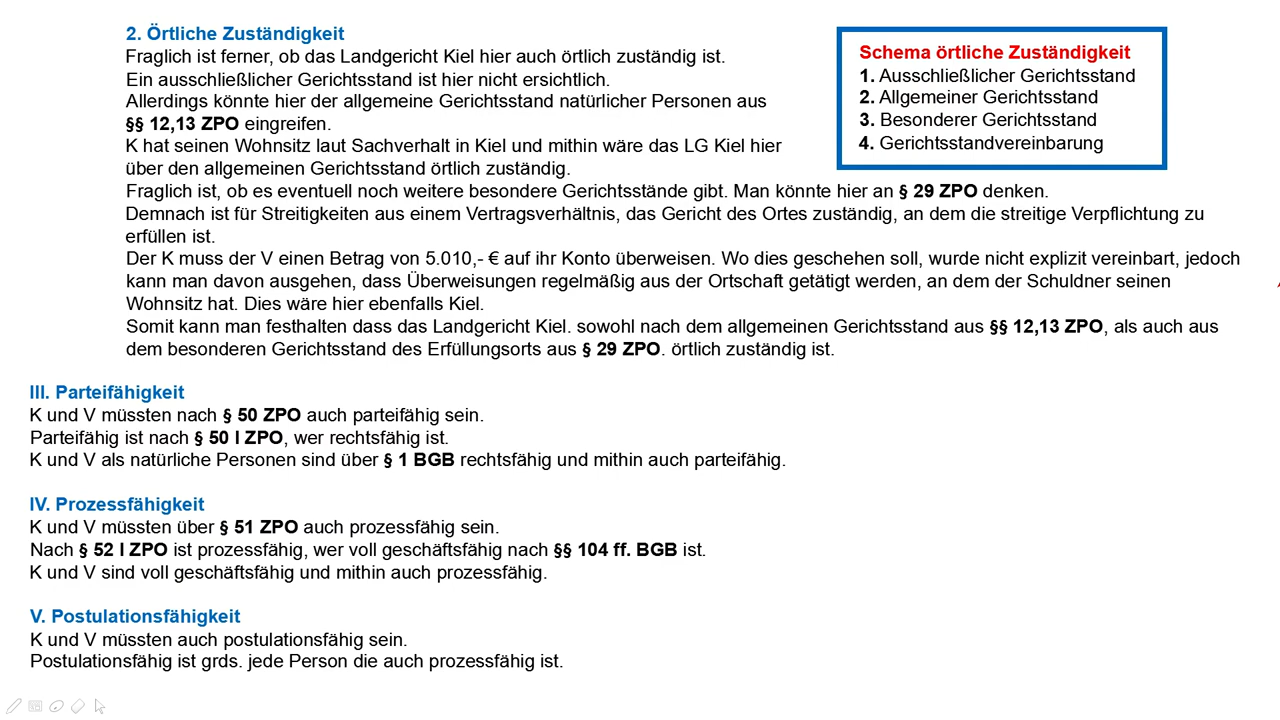 2. Örtliche Zuständigkeit
Fraglich ist ferner, ob das Landgericht Kiel hier auch örtlich zuständig ist.
Ein ausschließlicher Gerichtsstand ist hier nicht ersichtlich.
Allerdings könnte hier der allgemeine Gerichtsstand natürlicher Personen aus
§§ 12,13 ZPO eingreifen.
K hat seinen Wohnsitz laut Sachverhalt in Kiel und mithin wäre das LG Kiel hier
über den allgemeinen Gerichtsstand örtlich zuständig.
Schema örtliche Zuständigkeit
1. Ausschließlicher Gerichtsstand
2. Allgemeiner Gerichtsstand
3. Besonderer Gerichtsstand
4. Gerichtsstandvereinbarung
Fraglich ist, ob es eventuell noch weitere besondere Gerichtsstände gibt. Man könnte hier an § 29 ZPO denken.
Demnach ist für Streitigkeiten aus einem Vertragsverhältnis, das Gericht des Ortes zuständig, an dem die streitige Verpflichtung zu
erfüllen ist.
Der K muss der V einen Betrag von 5.010,- € auf ihr Konto überweisen. Wo dies geschehen soll, wurde nicht explizit vereinbart, jedoch
kann man davon ausgehen, dass Überweisungen regelmäßig aus der Ortschaft getätigt werden, an dem der Schuldner seinen
Wohnsitz hat. Dies wäre hier ebenfalls Kiel.
Somit kann man festhalten dass das Landgericht Kiel. sowohl nach dem allgemeinen Gerichtsstand aus §§ 12,13 ZPO, als auch aus
dem besonderen Gerichtsstand des Erfüllungsorts aus § 29 ZPO. örtlich zuständig ist.
III. Parteifähigkeit
K und V müssten nach § 50 ZPO auch parteifähig sein.
Parteifähig ist nach § 50 I ZPO, wer rechtsfähig ist.
K und V als natürliche Personen sind über § 1 BGB rechtsfähig und mithin auch parteifähig.
IV. Prozessfähigkeit
K und V müssten über § 51 ZPO auch prozessfähig sein.
Nach § 52 I ZPO ist prozessfähig, wer voll geschäftsfähig nach §§ 104 ff. BGB ist.
K und V sind voll geschäftsfähig und mithin auch prozessfähig.
V. Postulationsfähigkeit
K und V müssten auch postulationsfähig sein.
Postulationsfähig ist grds. jede Person die auch prozessfähig ist.